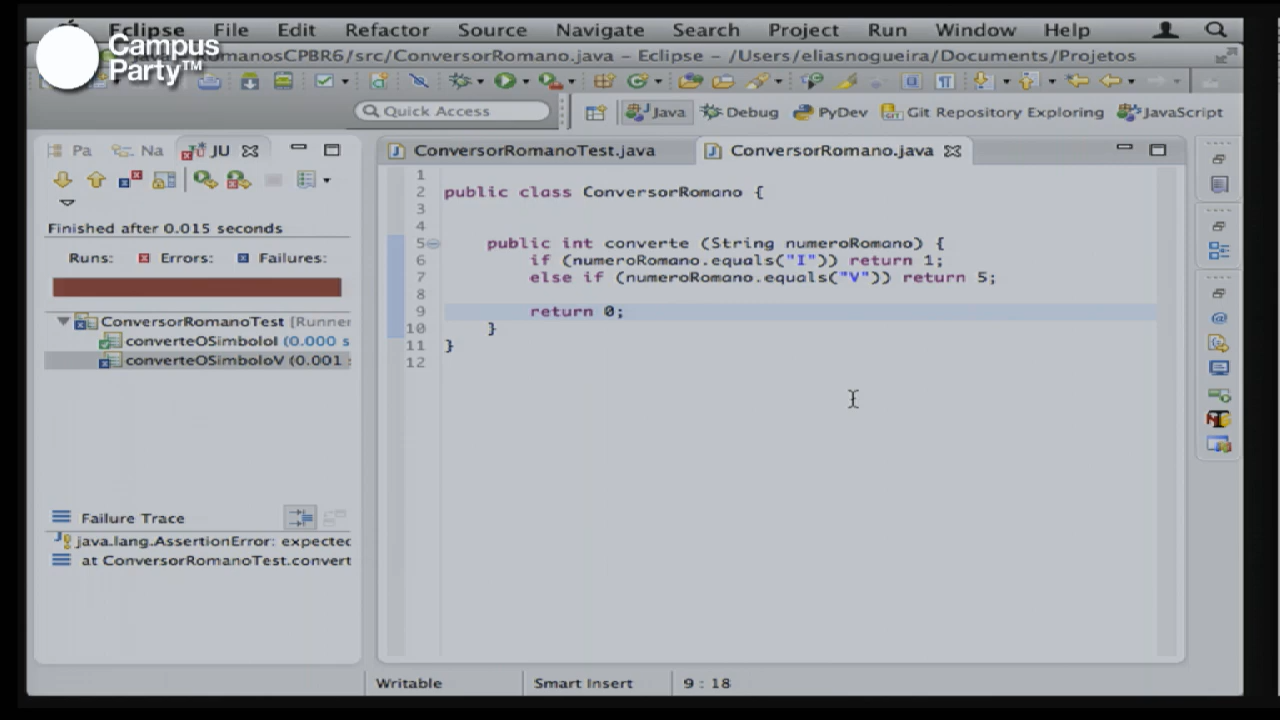 Eclipse File Edit Refactor Source Navigate Search Project Run Window Help
Campus
Party™
omanosCPBR6/src/ConversorRomano.java - Eclipse - /Users/eliasnogueira/Documents/Projetos
Quick Access
Java
Debug
PyDev
Git Repository Exploring
JavaScript
Pa
Na
JU
ConversorRomanoTest.java
ConversorRomano.java
Finished after 0.015 seconds
Runs:
Errors:
Failures:
ConversorRomanoTest [Runner
converteOSimboloI (0.000 s
converteOSimboloV (0.001
Failure Trace
java.lang.AssertionError: expected
at ConversorRomanoTest.convert
1
2 public class ConversorRomano {
3
4
5 public int converte (String numeroRomano) {
6 if (numeroRomano.equals("I")) return 1;
7 else if (numeroRomano.equals("V")) return 5;
8
9 return 0;
10 }
11 }
12
Writable
Smart Insert
9 : 18